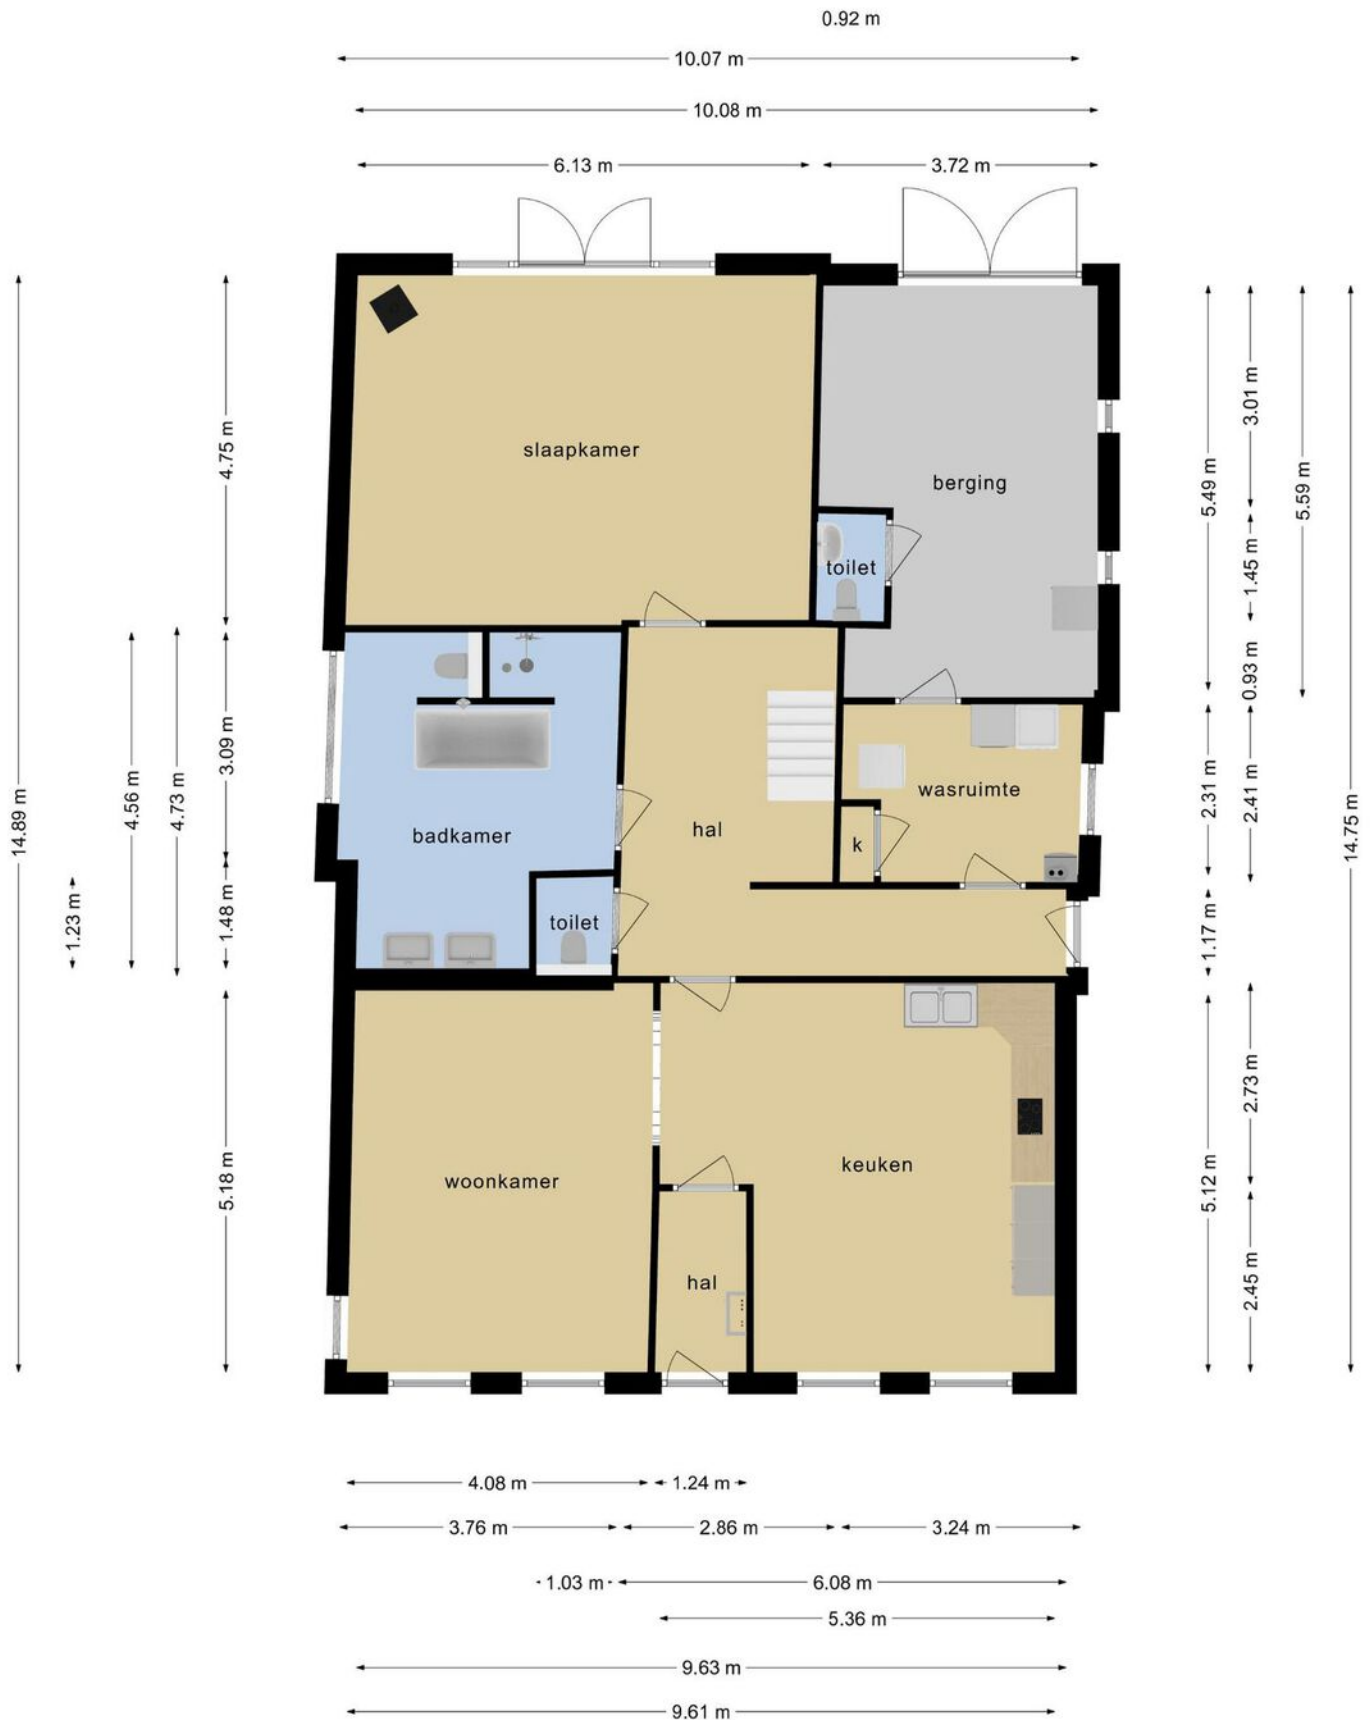 0.92 m
10.07 m
10.08 m
6.13 m
3.72 m
slaapkamer
berging
toilet
wasruimte
hal
badkamer
k
toilet
woonkamer
keuken
hal
14.89 m
1.23 m
4.56 m
4.73 m
4.75 m
3.09 m
1.48 m
5.18 m
5.49 m
2.31 m
1.17 m
5.12 m
3.01 m
1.45 m
0.93 m
2.41 m
2.73 m
2.45 m
5.59 m
14.75 m
4.08 m
1.24 m
3.76 m
2.86 m
3.24 m
1.03 m
6.08 m
5.36 m
9.63 m
9.61 m